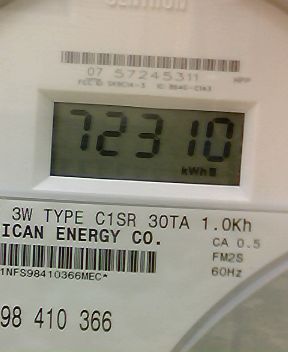 CENTRON
07 57245311
72310
kWh
3W TYPE C1SR 30TA 1.0Kh
ICAN ENERGY CO.
CA 0.5
FM2S
60Hz
1NFS98410366MEC*
98 410 366